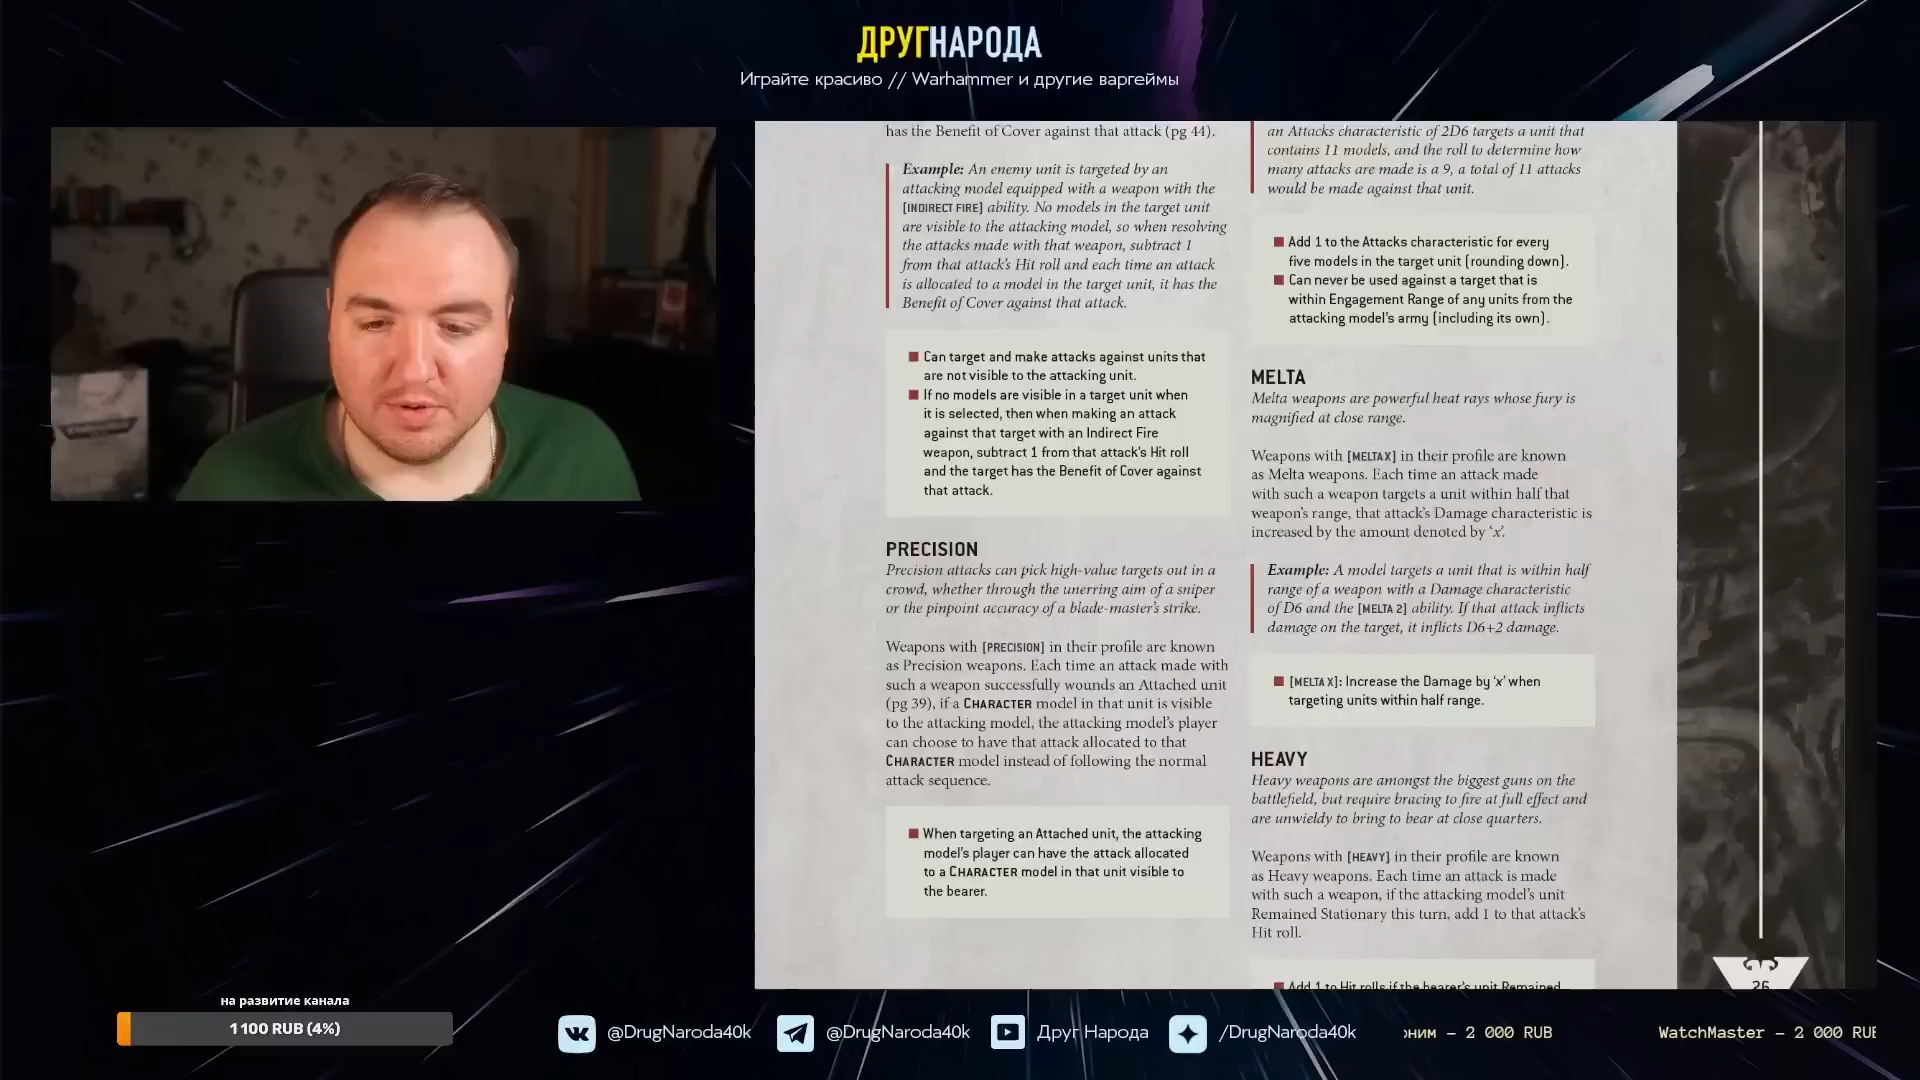 ДРУГНАРОДА
Играйте красиво // Warhammer и другие варгеймы
has the Benefit of Cover against that attack (pg 44).
Example: An enemy unit is targeted by an
attacking model equipped with a weapon with the
[INDIRECT FIRE] ability. No models in the target unit
are visible to the attacking model, so when resolving
the attacks made with that weapon, subtract 1
from that attack's Hit roll and each time an attack
is allocated to a model in the target unit, it has the
Benefit of Cover against that attack.
Can target and make attacks against units that
are not visible to the attacking unit.
If no models are visible in a target unit when
it is selected, then when making an attack
against that target with an Indirect Fire
weapon, subtract 1 from that attack's Hit roll
and the target has the Benefit of Cover against
that attack.
PRECISION
Precision attacks can pick high-value targets out in a
crowd, whether through the unerring aim of a sniper
or the pinpoint accuracy of a blade-master's strike.
Weapons with [PRECISION] in their profile are known
as Precision weapons. Each time an attack made with
such a weapon successfully wounds an Attached unit
(pg 39), if a CHARACTER model in that unit is visible
to the attacking model, the attacking model's player
can choose to have that attack allocated to that
CHARACTER model instead of following the normal
attack sequence.
When targeting an Attached unit, the attacking
model's player can have the attack allocated
to a CHARACTER model in that unit visible to
the bearer.
an Attacks characteristic of 2D6 targets a unit that
contains 11 models, and the roll to determine how
many attacks are made is a 9, a total of 11 attacks
would be made against that unit.
Add 1 to the Attacks characteristic for every
five models in the target unit (rounding down).
Can never be used against a target that is
within Engagement Range of any units from the
attacking model's army (including its own).
MELTA
Melta weapons are powerful heat rays whose fury is
magnified at close range.
Weapons with [MELTA X] in their profile are known
as Melta weapons. Each time an attack made
with such a weapon targets a unit within half that
weapon's range, that attack's Damage characteristic is
increased by the amount denoted by 'x'.
Example: A model targets a unit that is within half
range of a weapon with a Damage characteristic
of D6 and the [MELTA 2] ability. If that attack inflicts
damage on the target, it inflicts D6+2 damage.
[MELTA X]: Increase the Damage by 'x' when
targeting units within half range.
HEAVY
Heavy weapons are amongst the biggest guns on the
battlefield, but require bracing to fire at full effect and
are unwieldy to bring to bear at close quarters.
Weapons with [HEAVY] in their profile are known
as Heavy weapons. Each time an attack is made
with such a weapon, if the attacking model's unit
Remained Stationary this turn, add 1 to that attack's
Hit roll.
Add 1 to Hit rolls if the bearer's unit Remained
26
на развитие канала
1 100 RUB (4%)
@DrugNaroda40k
@DrugNaroda40k
Друг Народа
/DrugNaroda40k
ним – 2 000 RUB
WatchMaster – 2 000 RUB